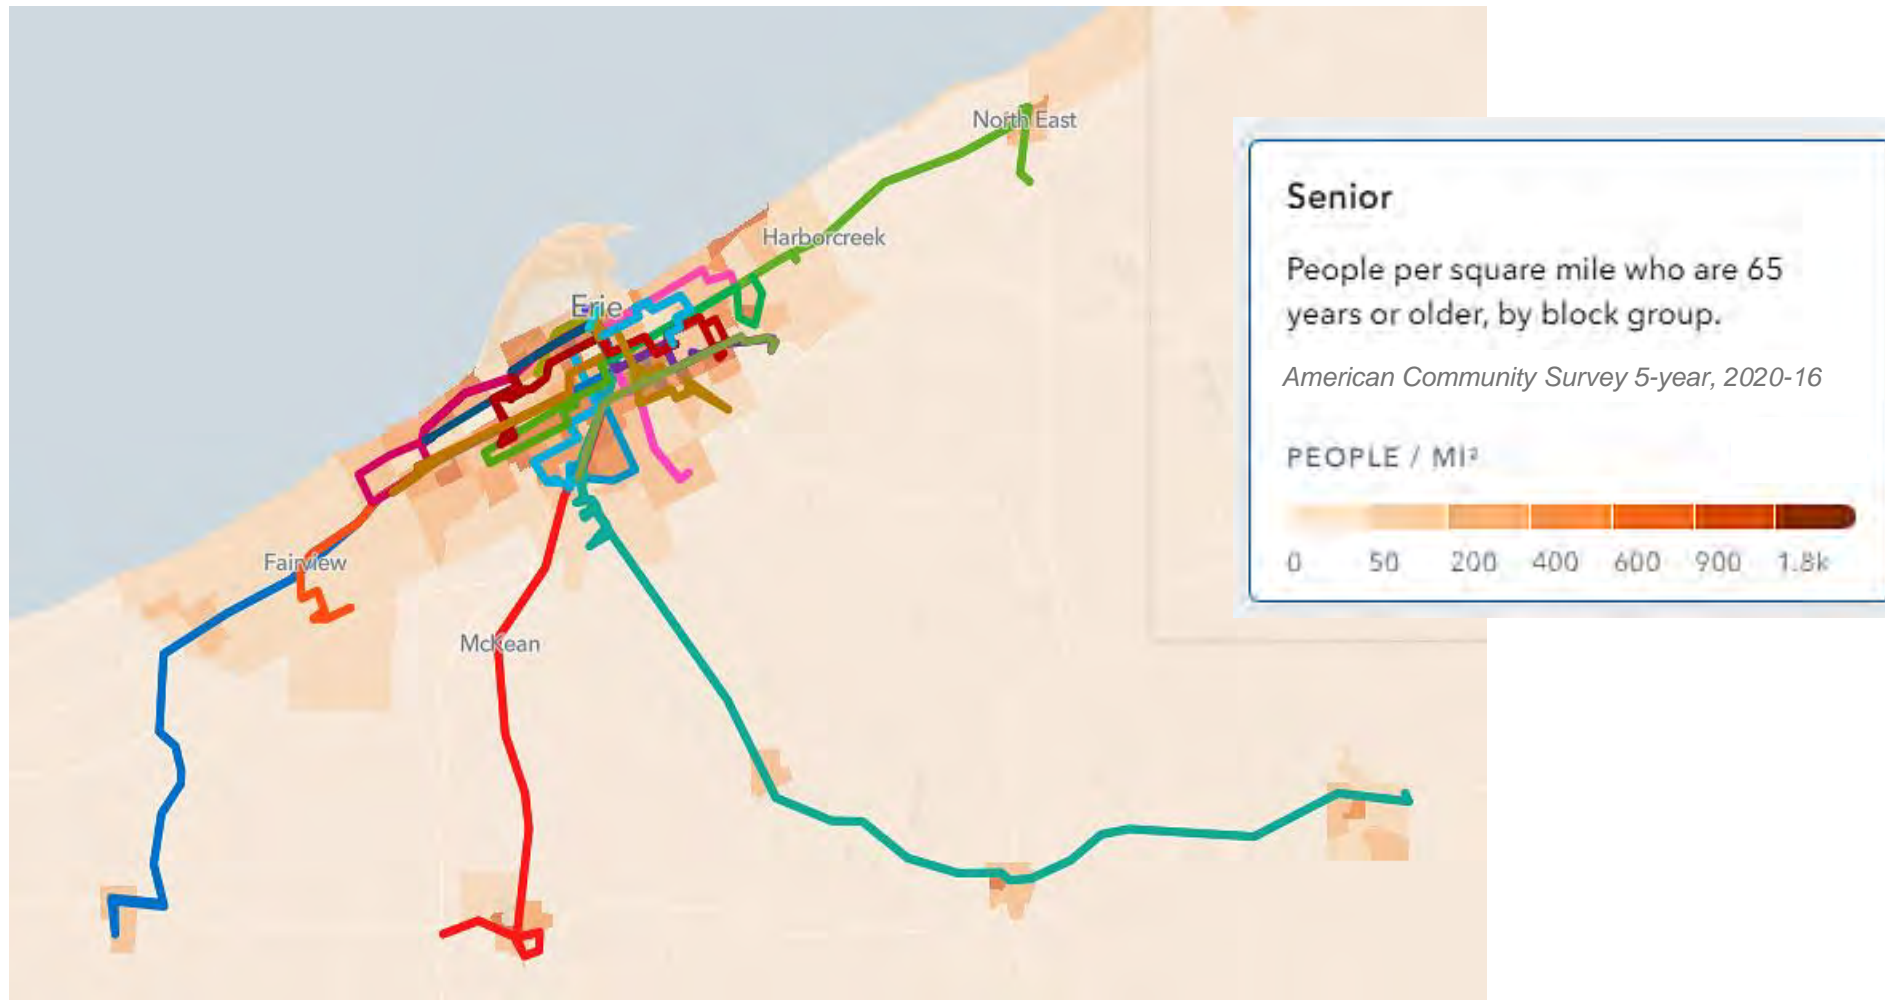 North East
Harborcreek
Erie
Fairview
McKean
Senior
People per square mile who are 65
years or older, by block group.
American Community Survey 5-year, 2020-16
PEOPLE / MI²
0 50 200 400 600 900 1.8k